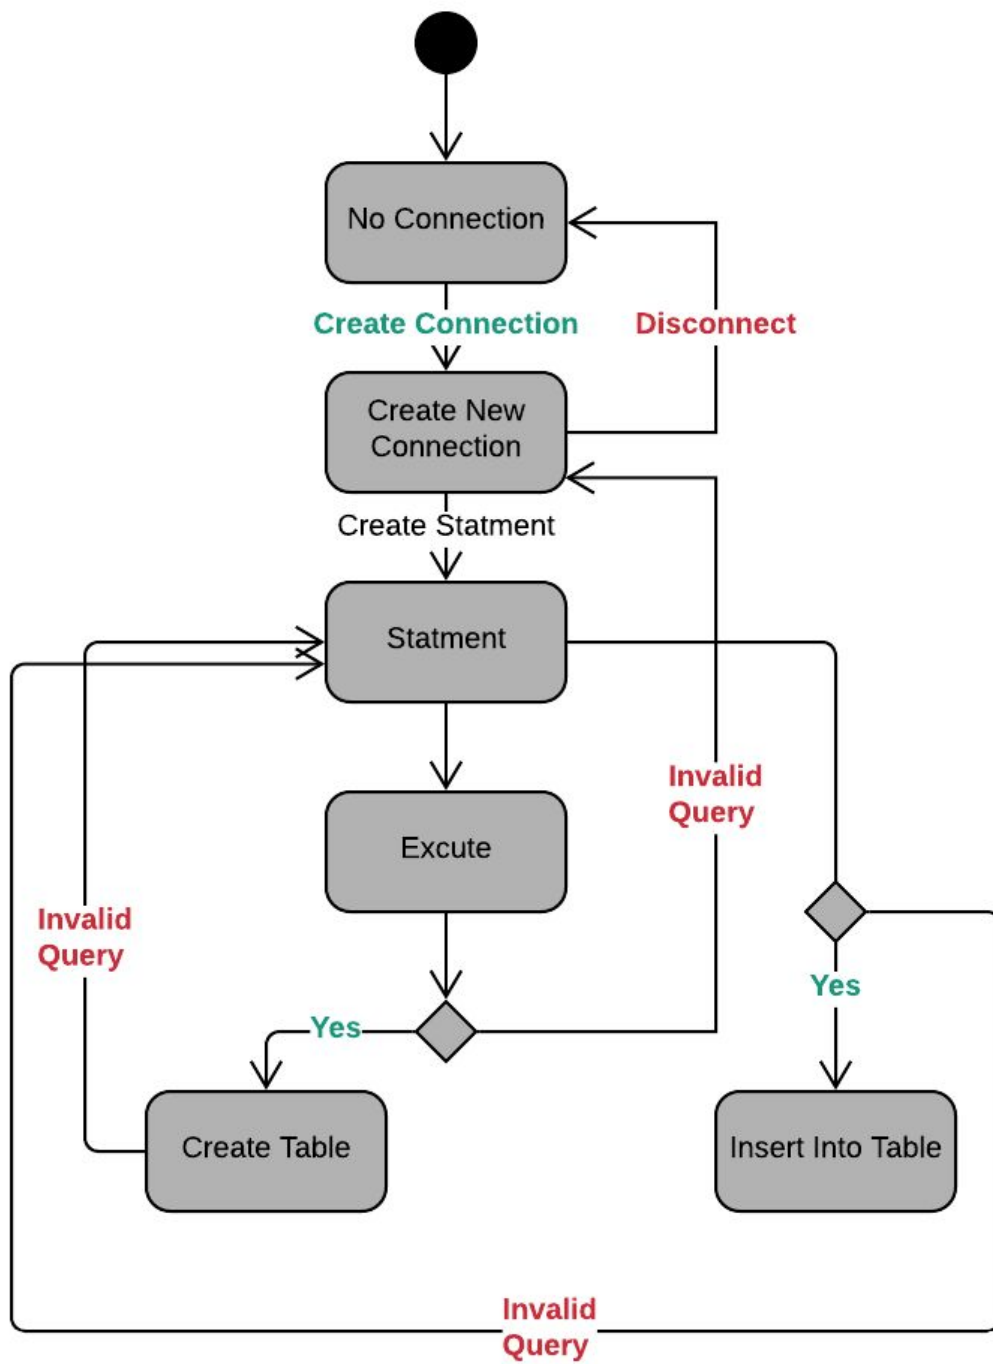 No Connection
Create Connection
Disconnect
Create New
Connection
Create Statment
Statment
Invalid
Query
Excute
Invalid
Query
Yes
Yes
Create Table
Insert Into Table
Invalid
Query